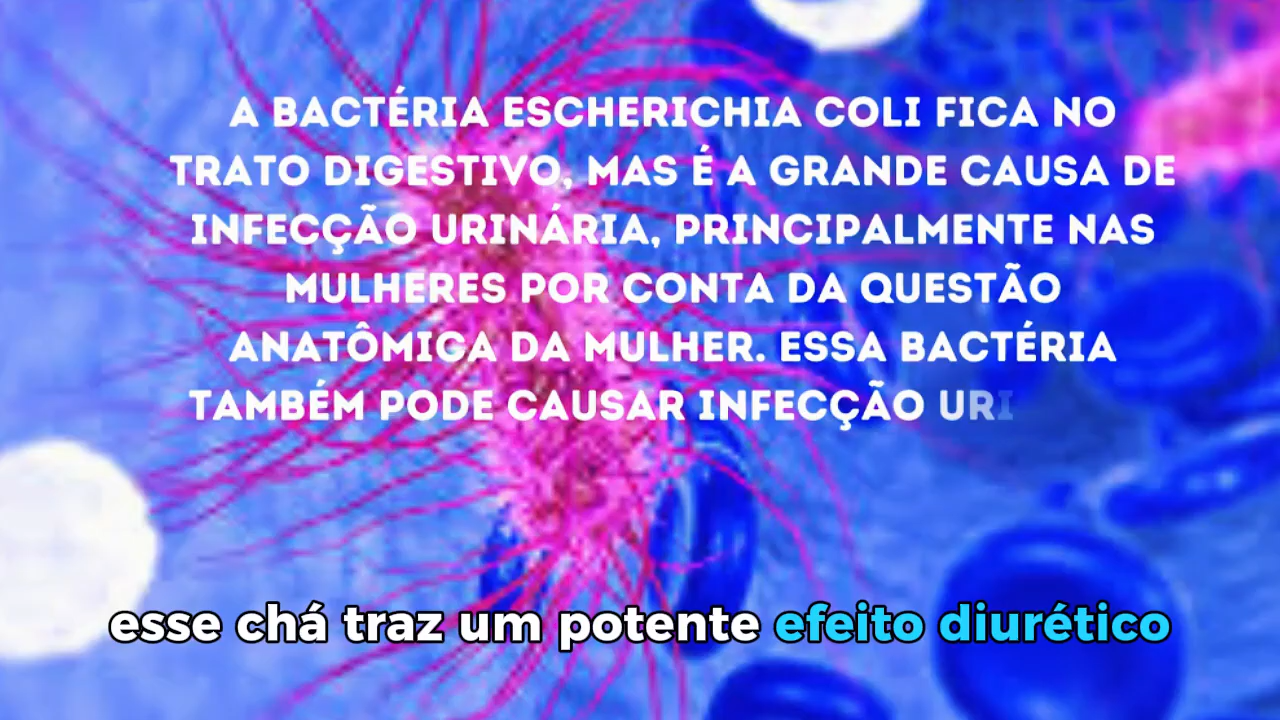 A BACTÉRIA ESCHERICHIA COLI FICA NO
TRATO DIGESTIVO, MAS É A GRANDE CAUSA DE
INFECÇÃO URINÁRIA, PRINCIPALMENTE NAS
MULHERES POR CONTA DA QUESTÃO
ANATÔMICA DA MULHER. ESSA BACTÉRIA
TAMBÉM PODE CAUSAR INFECÇÃO URI
esse chá traz um potente efeito diurético